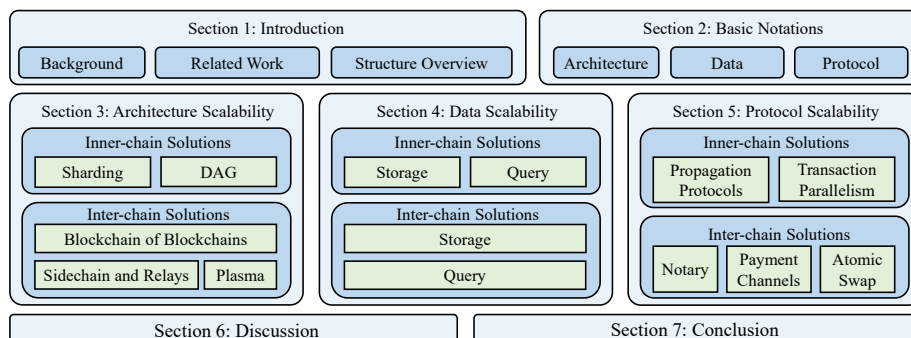 Section 1: Introduction
Background
Related Work
Structure Overview
Section 2: Basic Notations
Architecture
Data
Protocol
Section 3: Architecture Scalability
Inner-chain Solutions
Sharding
DAG
Inter-chain Solutions
Blockchain of Blockchains
Sidechain and Relays
Plasma
Section 4: Data Scalability
Inner-chain Solutions
Storage
Query
Inter-chain Solutions
Storage
Query
Section 5: Protocol Scalability
Inner-chain Solutions
Propagation
Protocols
Transaction
Parallelism
Inter-chain Solutions
Notary
Payment
Channels
Atomic
Swap
Section 6: Discussion
Section 7: Conclusion